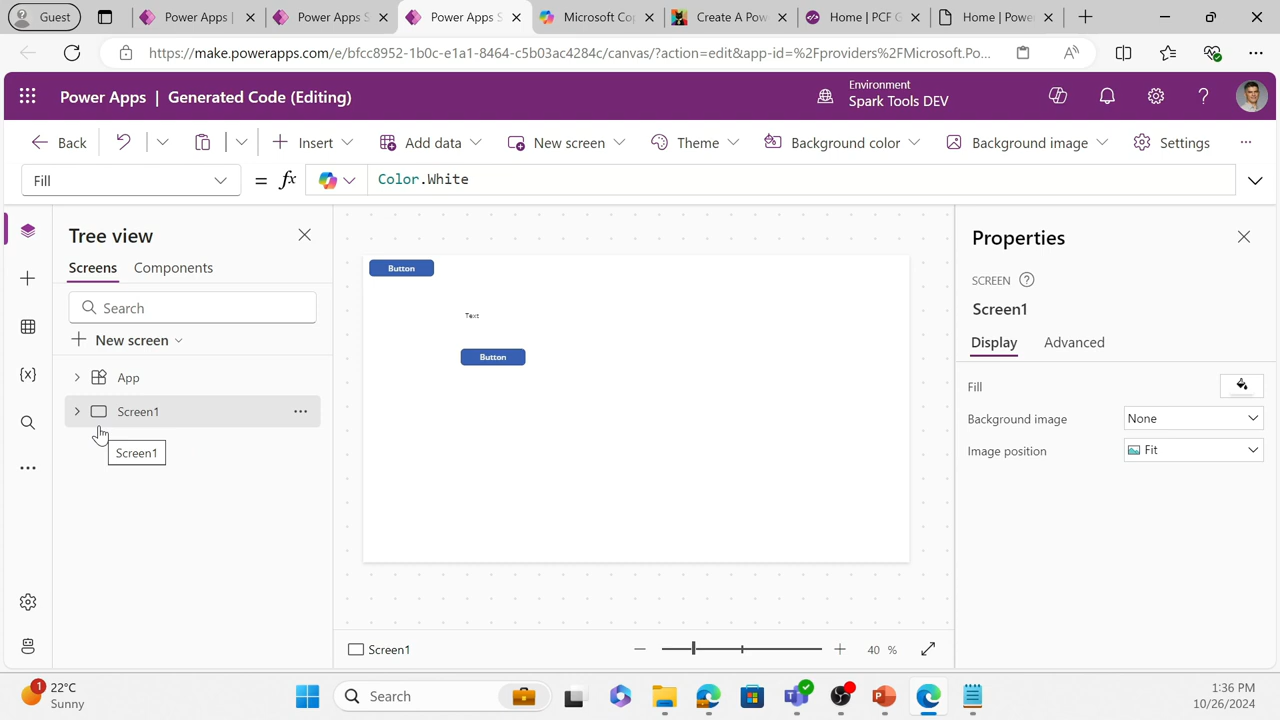 Guest
Power Apps |
Power Apps S
Power Apps S
Microsoft Co
Create A Pow
Home | PCF G
Home | Powe
https://make.powerapps.com/e/bfcc8952-1b0c-e1a1-8464-c5b03ac4284c/canvas/?action=edit&app-id=%2Fproviders%2FMicrosoft.Po...
Power Apps | Generated Code (Editing)
Environment
Spark Tools DEV
Back
Insert
Add data
New screen
Theme
Background color
Background image
Settings
Fill
= fx
Color.White
Tree view
Screens
Components
Search
New screen
App
Screen1
Screen1
Button
Text
Button
Properties
SCREEN
Screen1
Display
Advanced
Fill
Background image
None
Image position
Fit
Screen1
40 %
1
22°C
Sunny
Search
1:36 PM
10/26/2024